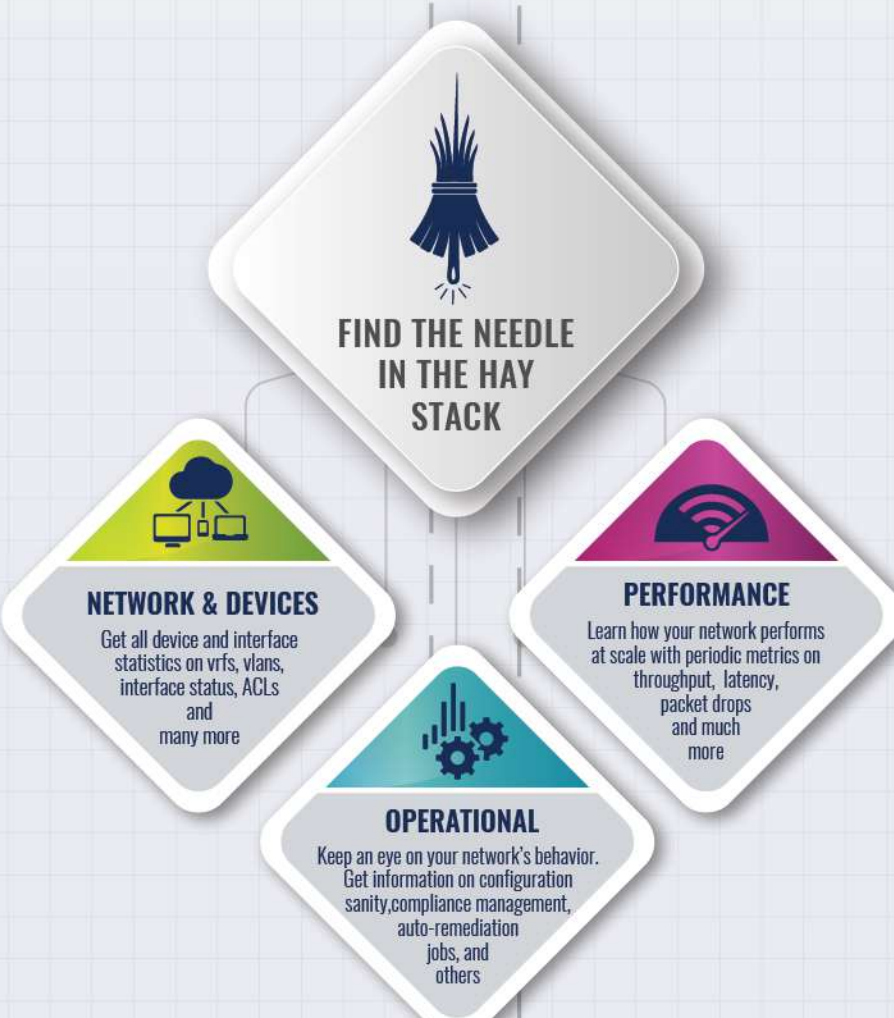 FIND THE NEEDLE
IN THE HAY
STACK
NETWORK & DEVICES
Get all device and interface
statistics on vrfs, vlans,
interface status, ACLs
and
many more
PERFORMANCE
Learn how your network performs
at scale with periodic metrics on
throughput, latency,
packet drops
and much
more
OPERATIONAL
Keep an eye on your network's behavior.
Get information on configuration
sanity,compliance management,
auto-remediation
jobs, and
others